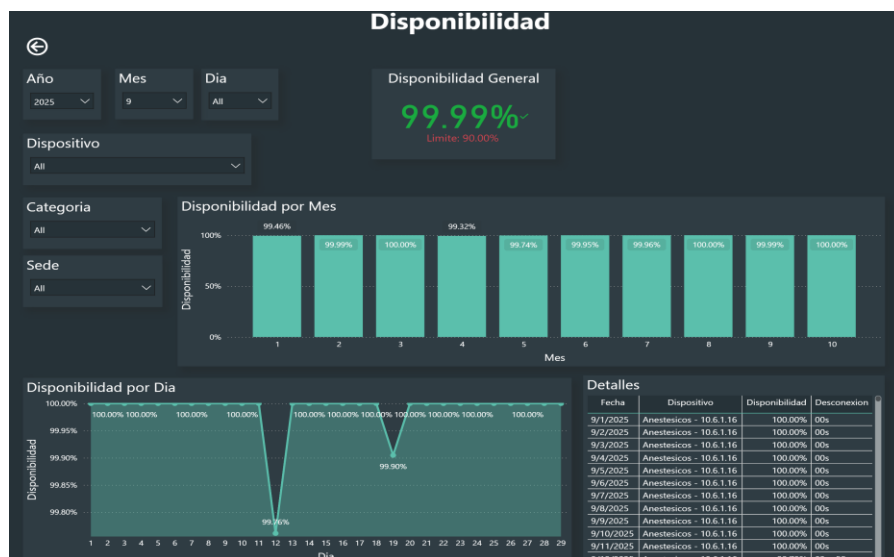 Disponibilidad
Año
Mes
Dia
2025
9
All
Disponibilidad General
99.99%
Limite: 90.00%
Dispositivo
All
Categoria
All
Sede
All
Disponibilidad por Mes
99.46% 99.32%
100% 99.99% 100.00% 99.74% 99.95% 99.96% 100.00% 99.99% 100.00%
50%
0%
Disponibilidad
1 2 3 4 5 6 7 8 9 10
Mes
Disponibilidad por Dia
100.00%
100.00% 100.00% 100.00% 100.00% 100.00% 100.00% 100.00% 100.00% 100.00% 100.00% 100.00%
99.95%
99.90%
99.90%
99.85%
99.80%
Disponibilidad
1 2 3 4 5 6 7 8 9 10 11 12 13 14 15 16 17 18 19 20 21 22 23 24 25 26 27 28 29
Dia
Detalles
Fecha Dispositivo Disponibilidad Desconexion
9/1/2025 Anestesicos - 10.6.1.16 100.00% 00s
9/2/2025 Anestesicos - 10.6.1.16 100.00% 00s
9/3/2025 Anestesicos - 10.6.1.16 100.00% 00s
9/4/2025 Anestesicos - 10.6.1.16 100.00% 00s
9/5/2025 Anestesicos - 10.6.1.16 100.00% 00s
9/6/2025 Anestesicos - 10.6.1.16 100.00% 00s
9/7/2025 Anestesicos - 10.6.1.16 100.00% 00s
9/8/2025 Anestesicos - 10.6.1.16 100.00% 00s
9/9/2025 Anestesicos - 10.6.1.16 100.00% 00s
9/10/2025 Anestesicos - 10.6.1.16 100.00% 00s
9/11/2025 Anestesicos - 10.6.1.16 100.00% 00s